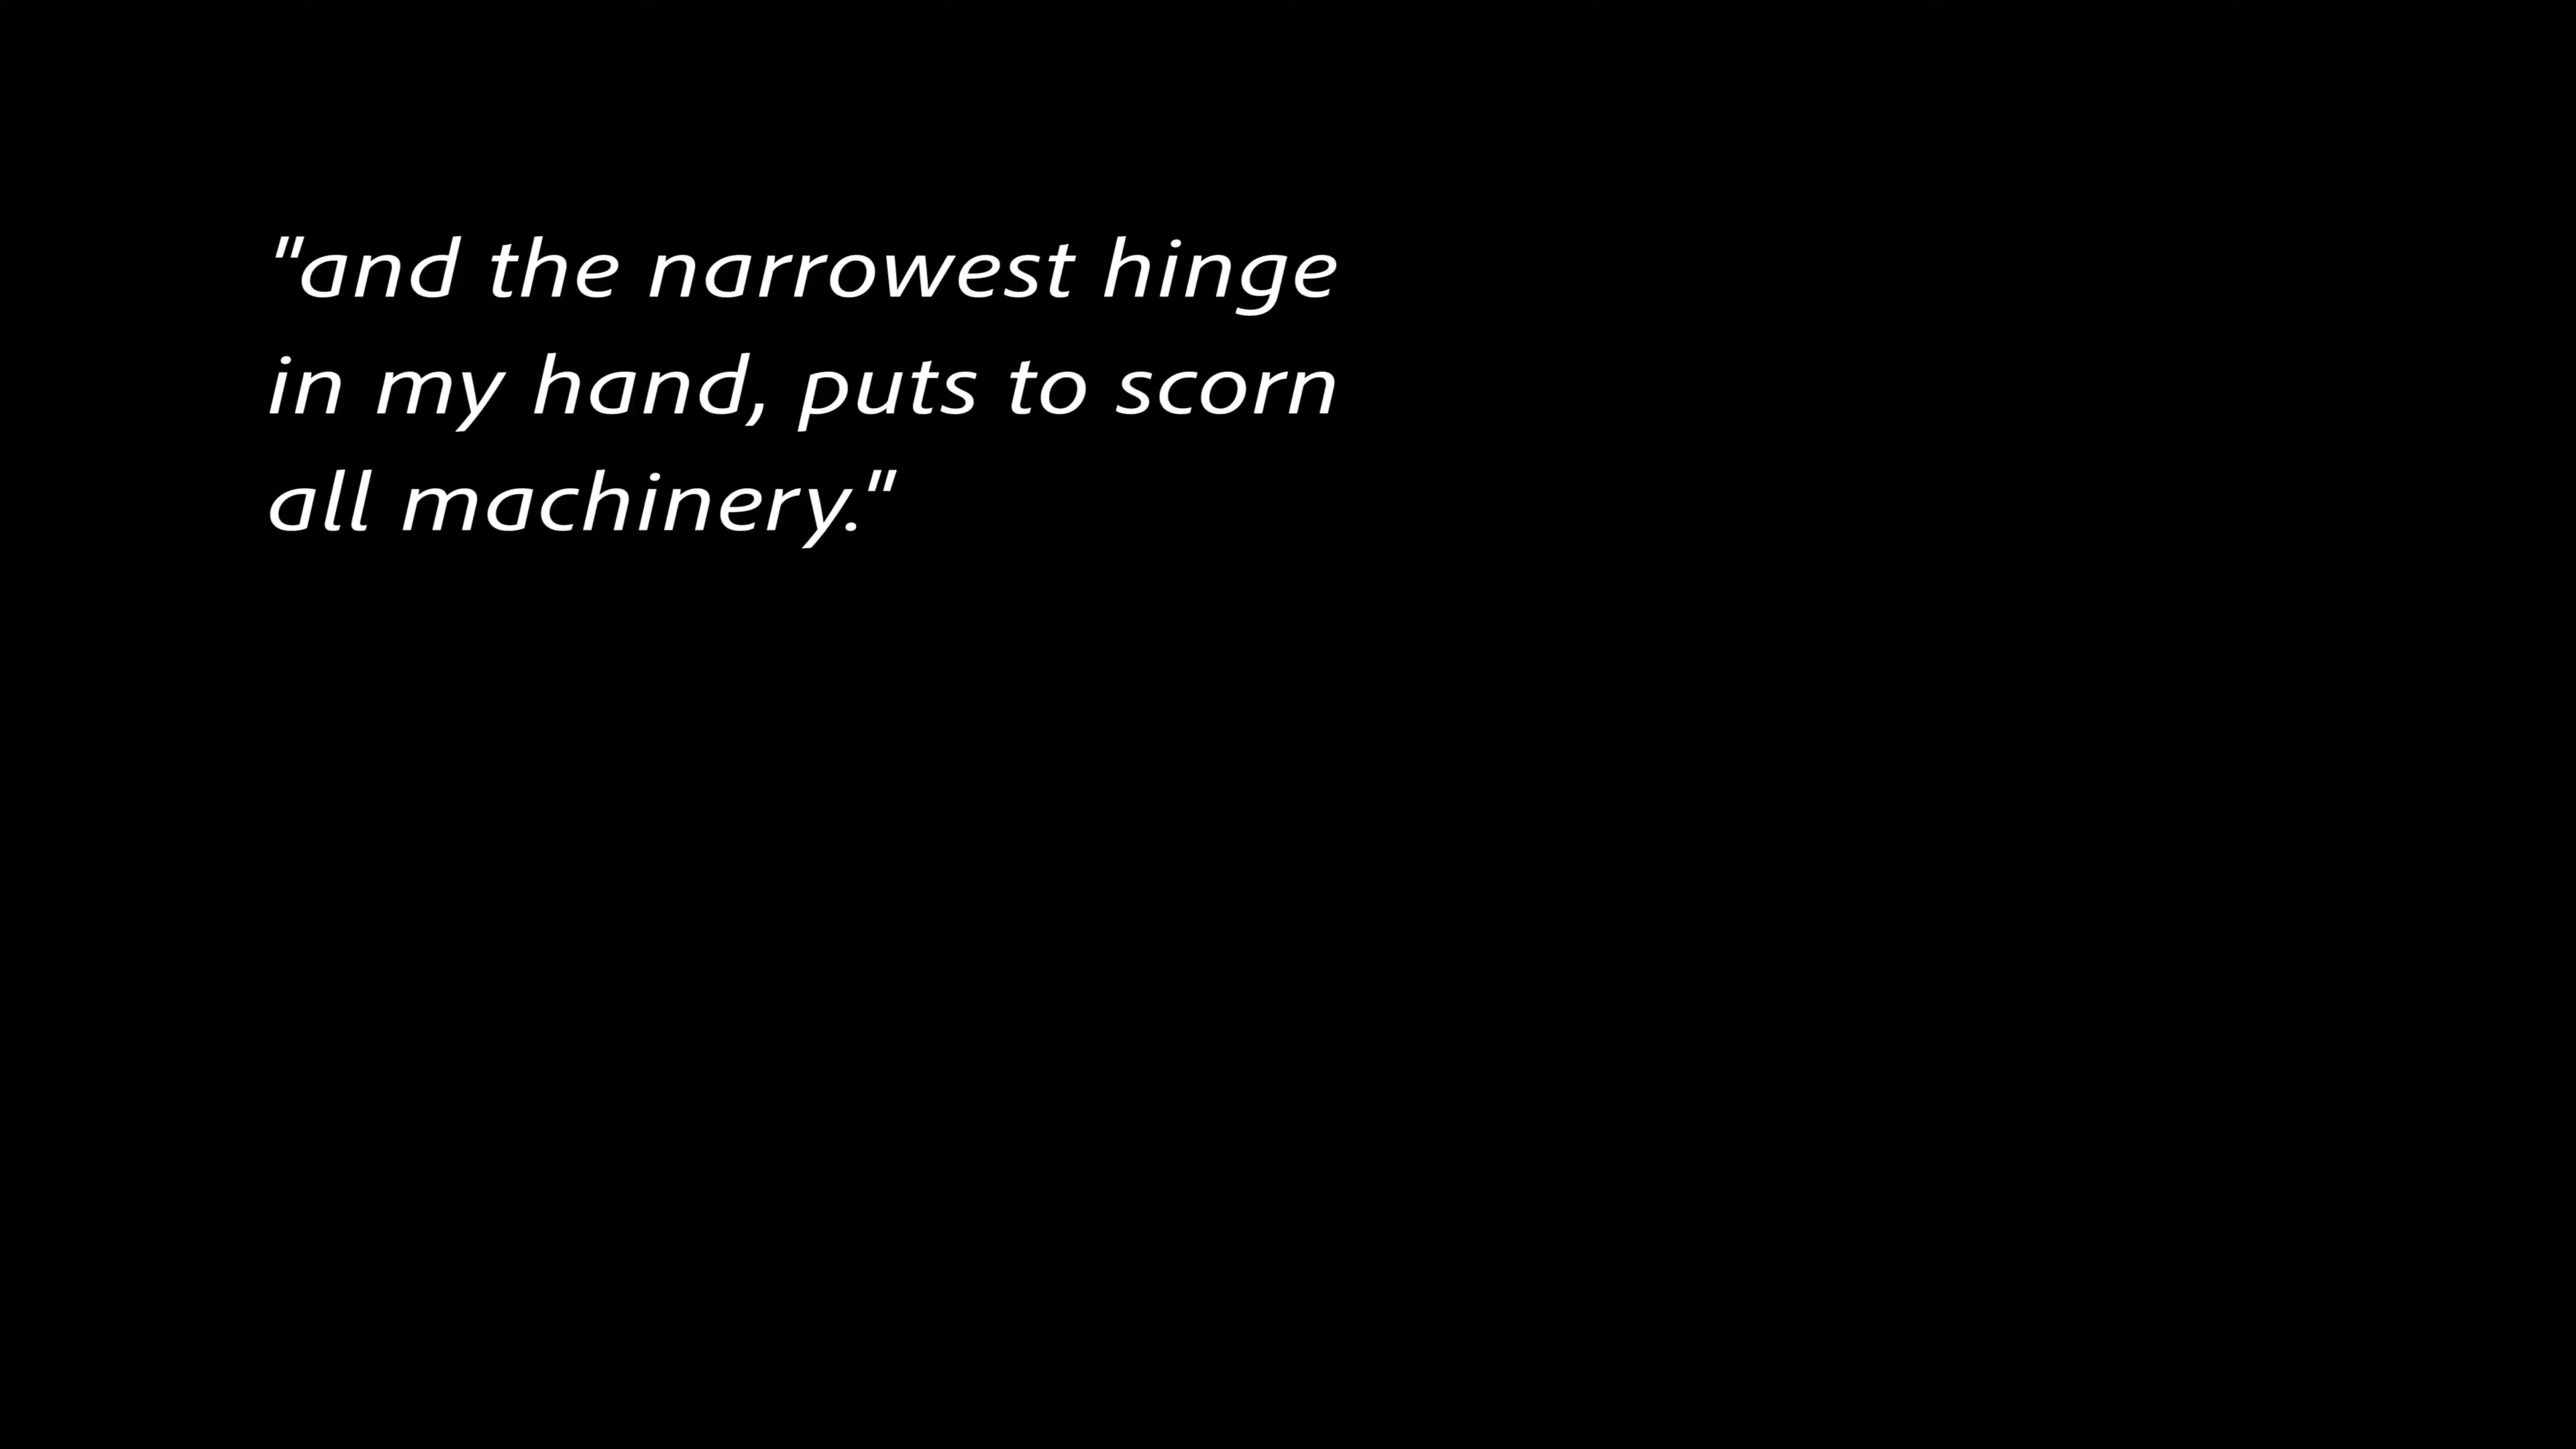 "and the narrowest hinge
in my hand, puts to scorn
all machinery."